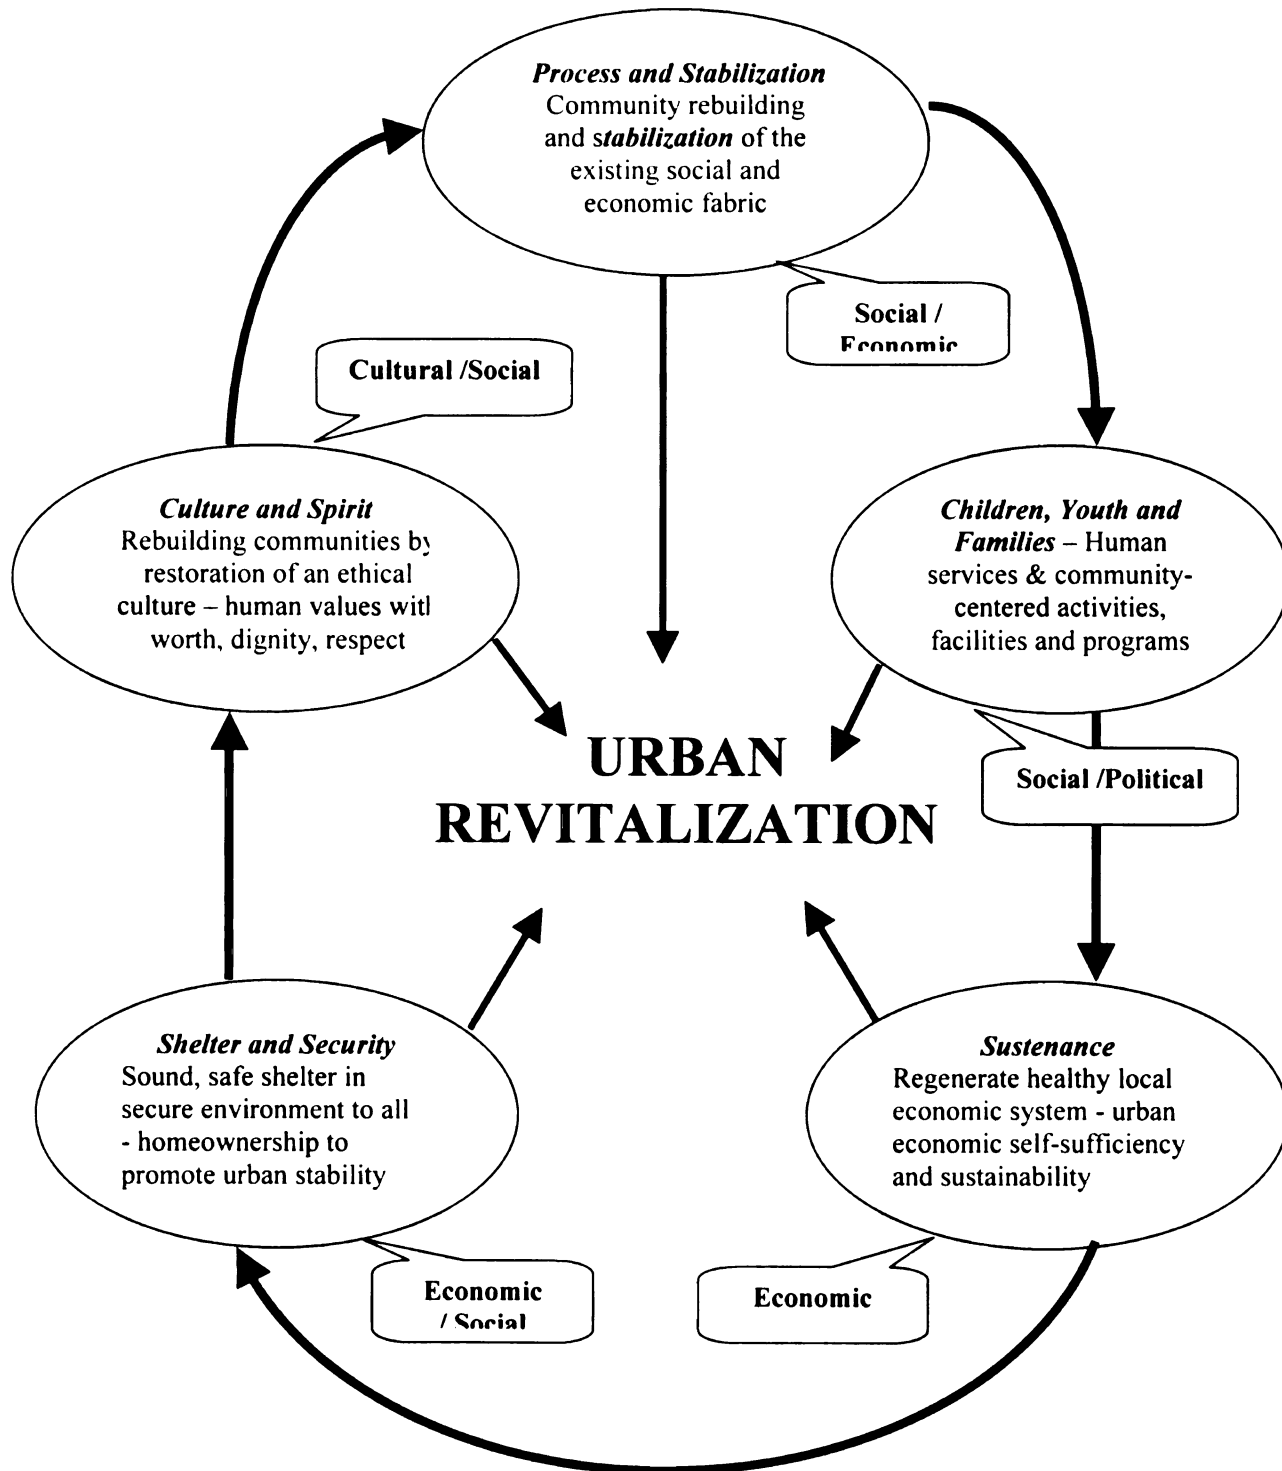 Process and Stabilization
Community rebuilding
and stabilization of the
existing social and
economic fabric
Social /
Economic
Cultural /Social
Culture and Spirit
Rebuilding communities by
restoration of an ethical
culture – human values with
worth, dignity, respect
Children, Youth and
Families – Human
services & community-
centered activities,
facilities and programs
Social /Political
URBAN
REVITALIZATION
Shelter and Security
Sound, safe shelter in
secure environment to all
- homeownership to
promote urban stability
Sustenance
Regenerate healthy local
economic system - urban
economic self-sufficiency
and sustainability
Economic
/ Social
Economic